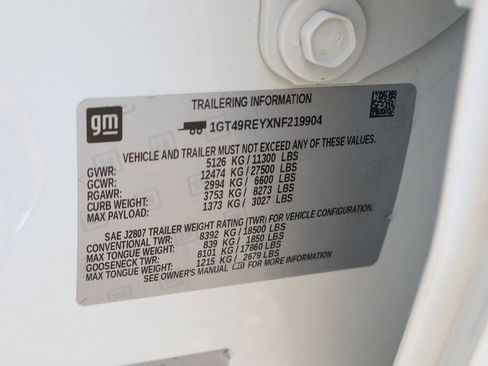 gm
TRAILERING INFORMATION
1GT49REYXNF219904
VEHICLE AND TRAILER MUST NOT EXCEED ANY OF THESE VALUES.
GVWR: 5126 KG/11300 LBS
GCWR: 12474 KG/27500 LBS
RGAWR: 2994 KG/ 6600 LBS
CURB WEIGHT: 3753 KG/ 8273 LBS
MAX PAYLOAD: 1373 KG/ 3027 LBS
SAE J2807 TRAILER WEIGHT RATING (TWR) FOR VEHICLE CONFIGURATION.
CONVENTIONAL TWR: 8392 KG/18500 LBS
MAX TONGUE WEIGHT: 839 KG/ 1850 LBS
GOOSENECK TWR: 8101 KG/17860 LBS
MAX TONGUE WEIGHT: 1215 KG/ 2679 LBS
SEE OWNER'S MANUAL FOR MORE INFORMATION